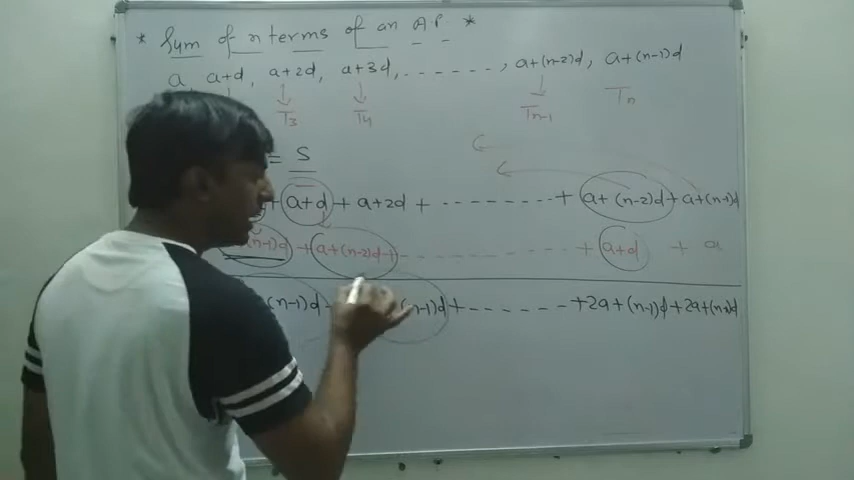 * Sum of n terms of an A.P. *
a, a+d, a+2d, a+3d, ......, a+(n-2)d, a+(n-1)d
T3 T4 Tn-1 Tn
= S
+ a+d + a+2d + -------- + a+(n-2)d + a+(n-1)d
(n-1)d + a+(n-2)d + -------- + a+d + a
(n-1)d (n-1)d + ------ + 2a+(n-1)d + 2a+(n-1)d